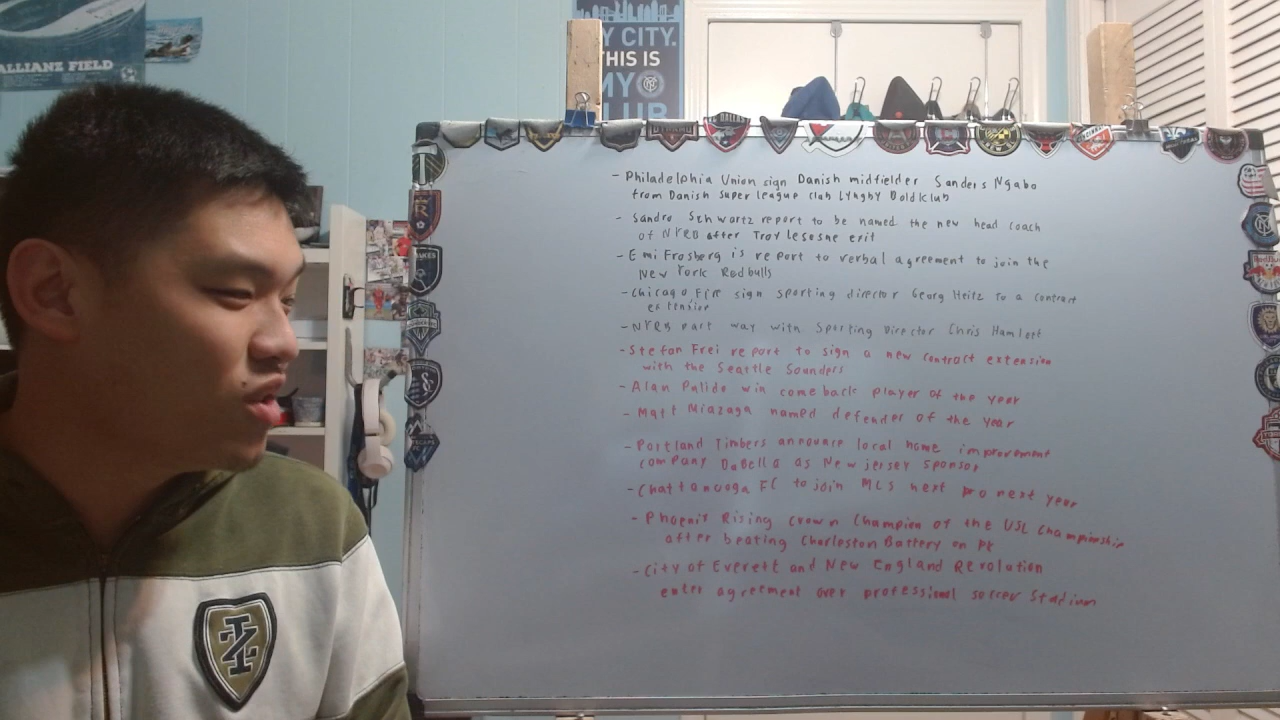 ALLIANZ FIELD
Y CITY.
THIS IS
MY
CLUB
- Philadelphia Union sign Danish midfielder Sanders Ngabo
from Danish Super league club Lyngby Boldklub
- Sandro Schwartz report to be named the new head coach
of NYRB after Troy Lesesne exit
- Emi Frosberg is report to verbal agreement to join the
New York Redbulls
- Chicago Fire sign sporting director Georg Heitz to a contract
extension
- NYRB part way with Sporting Director Chris Hamlett
- Stefan Frei report to sign a new contract extension
with the Seattle Sounders
- Alan Pulido win comeback player of the year
- Matt Miazaga named defender of the year
- Portland Timbers announce local home improvement
company DaBella as New jersey sponsor
- Chattanooga FC to join MLS next pro next year
- Phoenix Rising crown Champion of the USL Championship
after beating Charleston Battery on PK
- City of Everett and New England Revolution
enter agreement over professional soccer Stadium